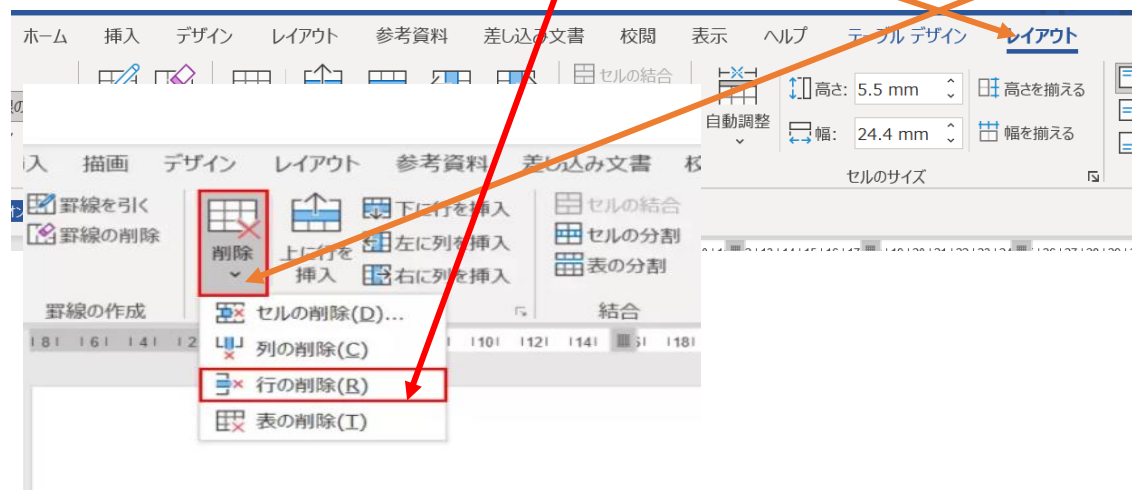 ホーム 挿入 デザイン レイアウト 参考資料 差し込み文書 校閲 表示 ヘルプ テーブル デザイン レイアウト
セルの結合
高さ: 5.5 mm 高さを揃える
自動調整
幅: 24.4 mm 幅を揃える
セルのサイズ
入 描画 デザイン レイアウト 参考資料 差し込み文書 校
罫線を引く
罫線の削除
罫線の作成
削除
上に行を
挿入
下に行を挿入
左に列を挿入
右に列を挿入
セルの結合
セルの分割
表の分割
結合
セルの削除(D)...
列の削除(C)
行の削除(R)
表の削除(T)